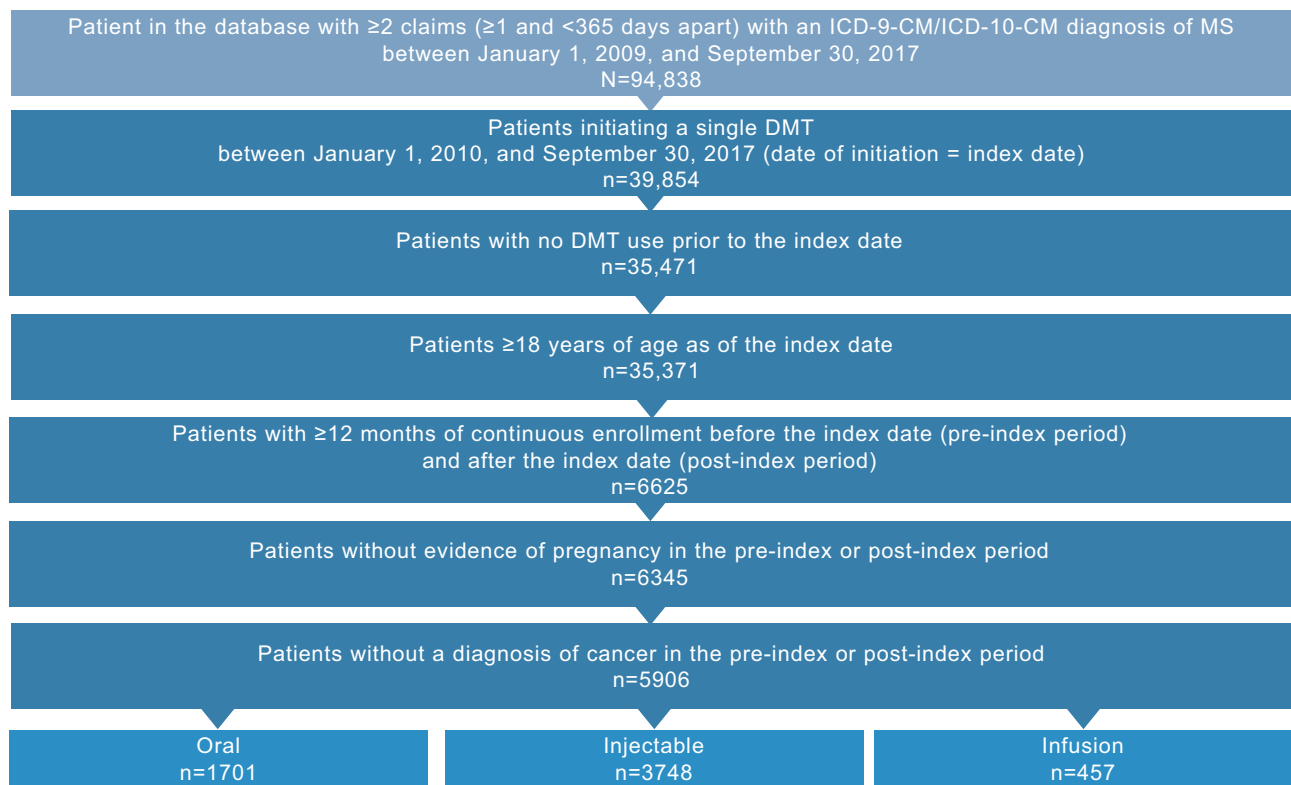 Patient in the database with ≥2 claims (≥1 and <365 days apart) with an ICD-9-CM/ICD-10-CM diagnosis of MS
between January 1, 2009, and September 30, 2017
N=94,838
Patients initiating a single DMT
between January 1, 2010, and September 30, 2017 (date of initiation = index date)
n=39,854
Patients with no DMT use prior to the index date
n=35,471
Patients ≥18 years of age as of the index date
n=35,371
Patients with ≥12 months of continuous enrollment before the index date (pre-index period)
and after the index date (post-index period)
n=6625
Patients without evidence of pregnancy in the pre-index or post-index period
n=6345
Patients without a diagnosis of cancer in the pre-index or post-index period
n=5906
Oral
n=1701
Injectable
n=3748
Infusion
n=457